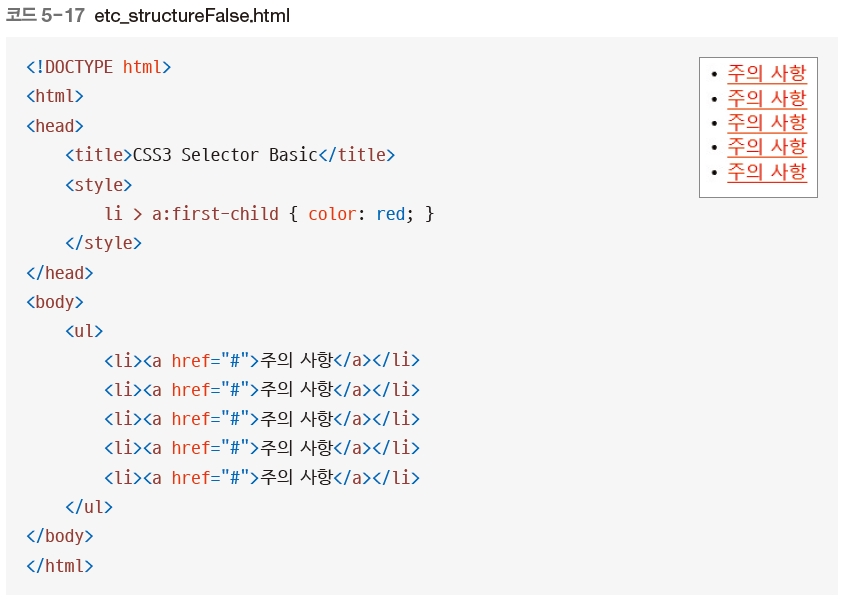 코드 5-17 etc_structureFalse.html
<!DOCTYPE html>
<html>
<head>
    <title>CSS3 Selector Basic</title>
    <style>
        li > a:first-child { color: red; }
    </style>
</head>
<body>
    <ul>
        <li><a href="#">주의 사항</a></li>
        <li><a href="#">주의 사항</a></li>
        <li><a href="#">주의 사항</a></li>
        <li><a href="#">주의 사항</a></li>
        <li><a href="#">주의 사항</a></li>
    </ul>
</body>
</html>
• 주의 사항
• 주의 사항
• 주의 사항
• 주의 사항
• 주의 사항